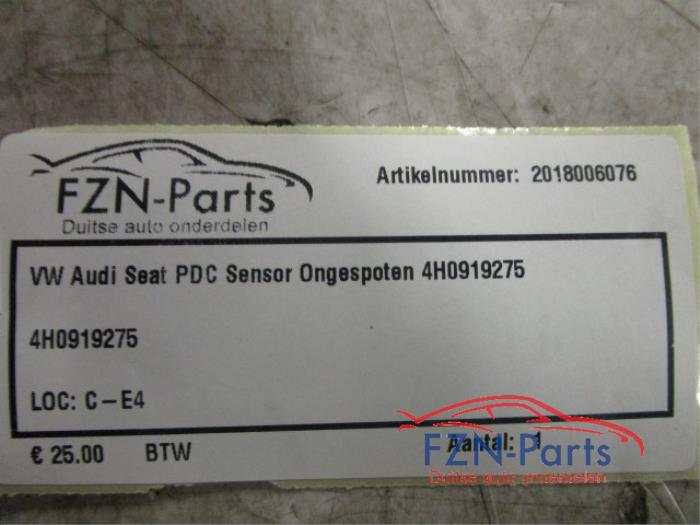 FZN-Parts
Duitse auto onderdelen
Artikelnummer: 2018006076
VW Audi Seat PDC Sensor Ongespoten 4H0919275
4H0919275
LOC: C-E4
€ 25.00 BTW Aantal: 1
FZN-Parts
Duitse auto onderdelen